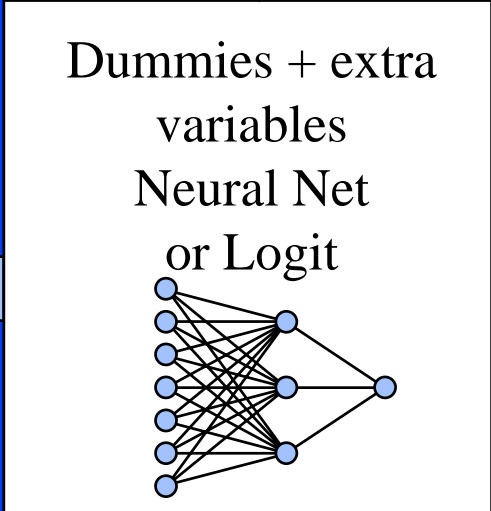 Dummies + extra
variables
Neural Net
or Logit